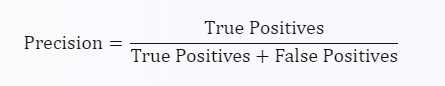 Precision = True Positives / True Positives + False Positives